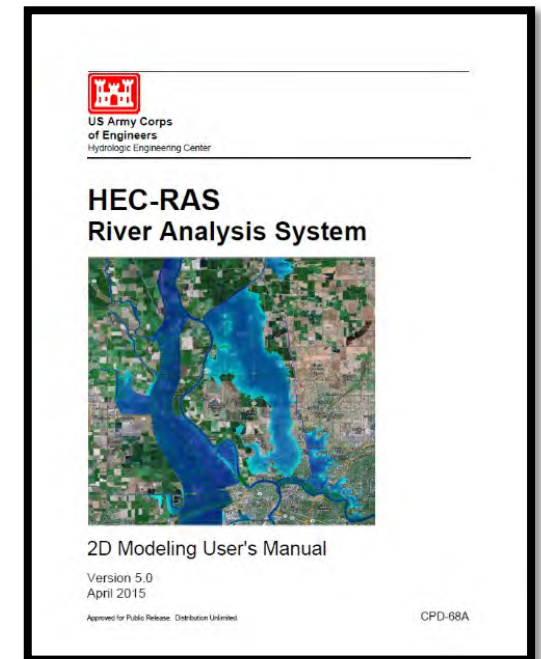 US Army Corps
of Engineers
Hydrologic Engineering Center
HEC-RAS
River Analysis System
2D Modeling User's Manual
Version 5.0
April 2015
Approved for Public Release. Distribution Unlimited.
CPD-68A